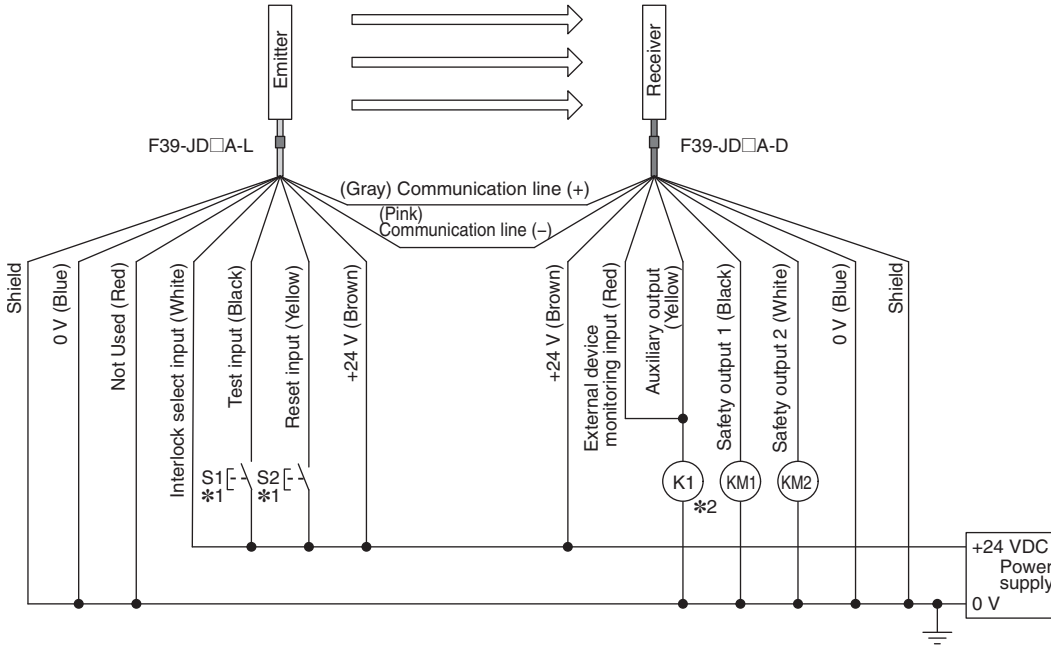 Emitter
Receiver
F39-JD□A-L
F39-JD□A-D
(Gray) Communication line (+)
(Pink)
Communication line (–)
Shield
0 V (Blue)
Not Used (Red)
Interlock select input (White)
Test input (Black)
Reset input (Yellow)
+24 V (Brown)
+24 V (Brown)
External device
monitoring input (Red)
Auxiliary output
(Yellow)
Safety output 1 (Black)
Safety output 2 (White)
0 V (Blue)
Shield
S1
✻1
S2
✻1
K1
✻2
KM1
KM2
+24 VDC
Power
supply
0 V